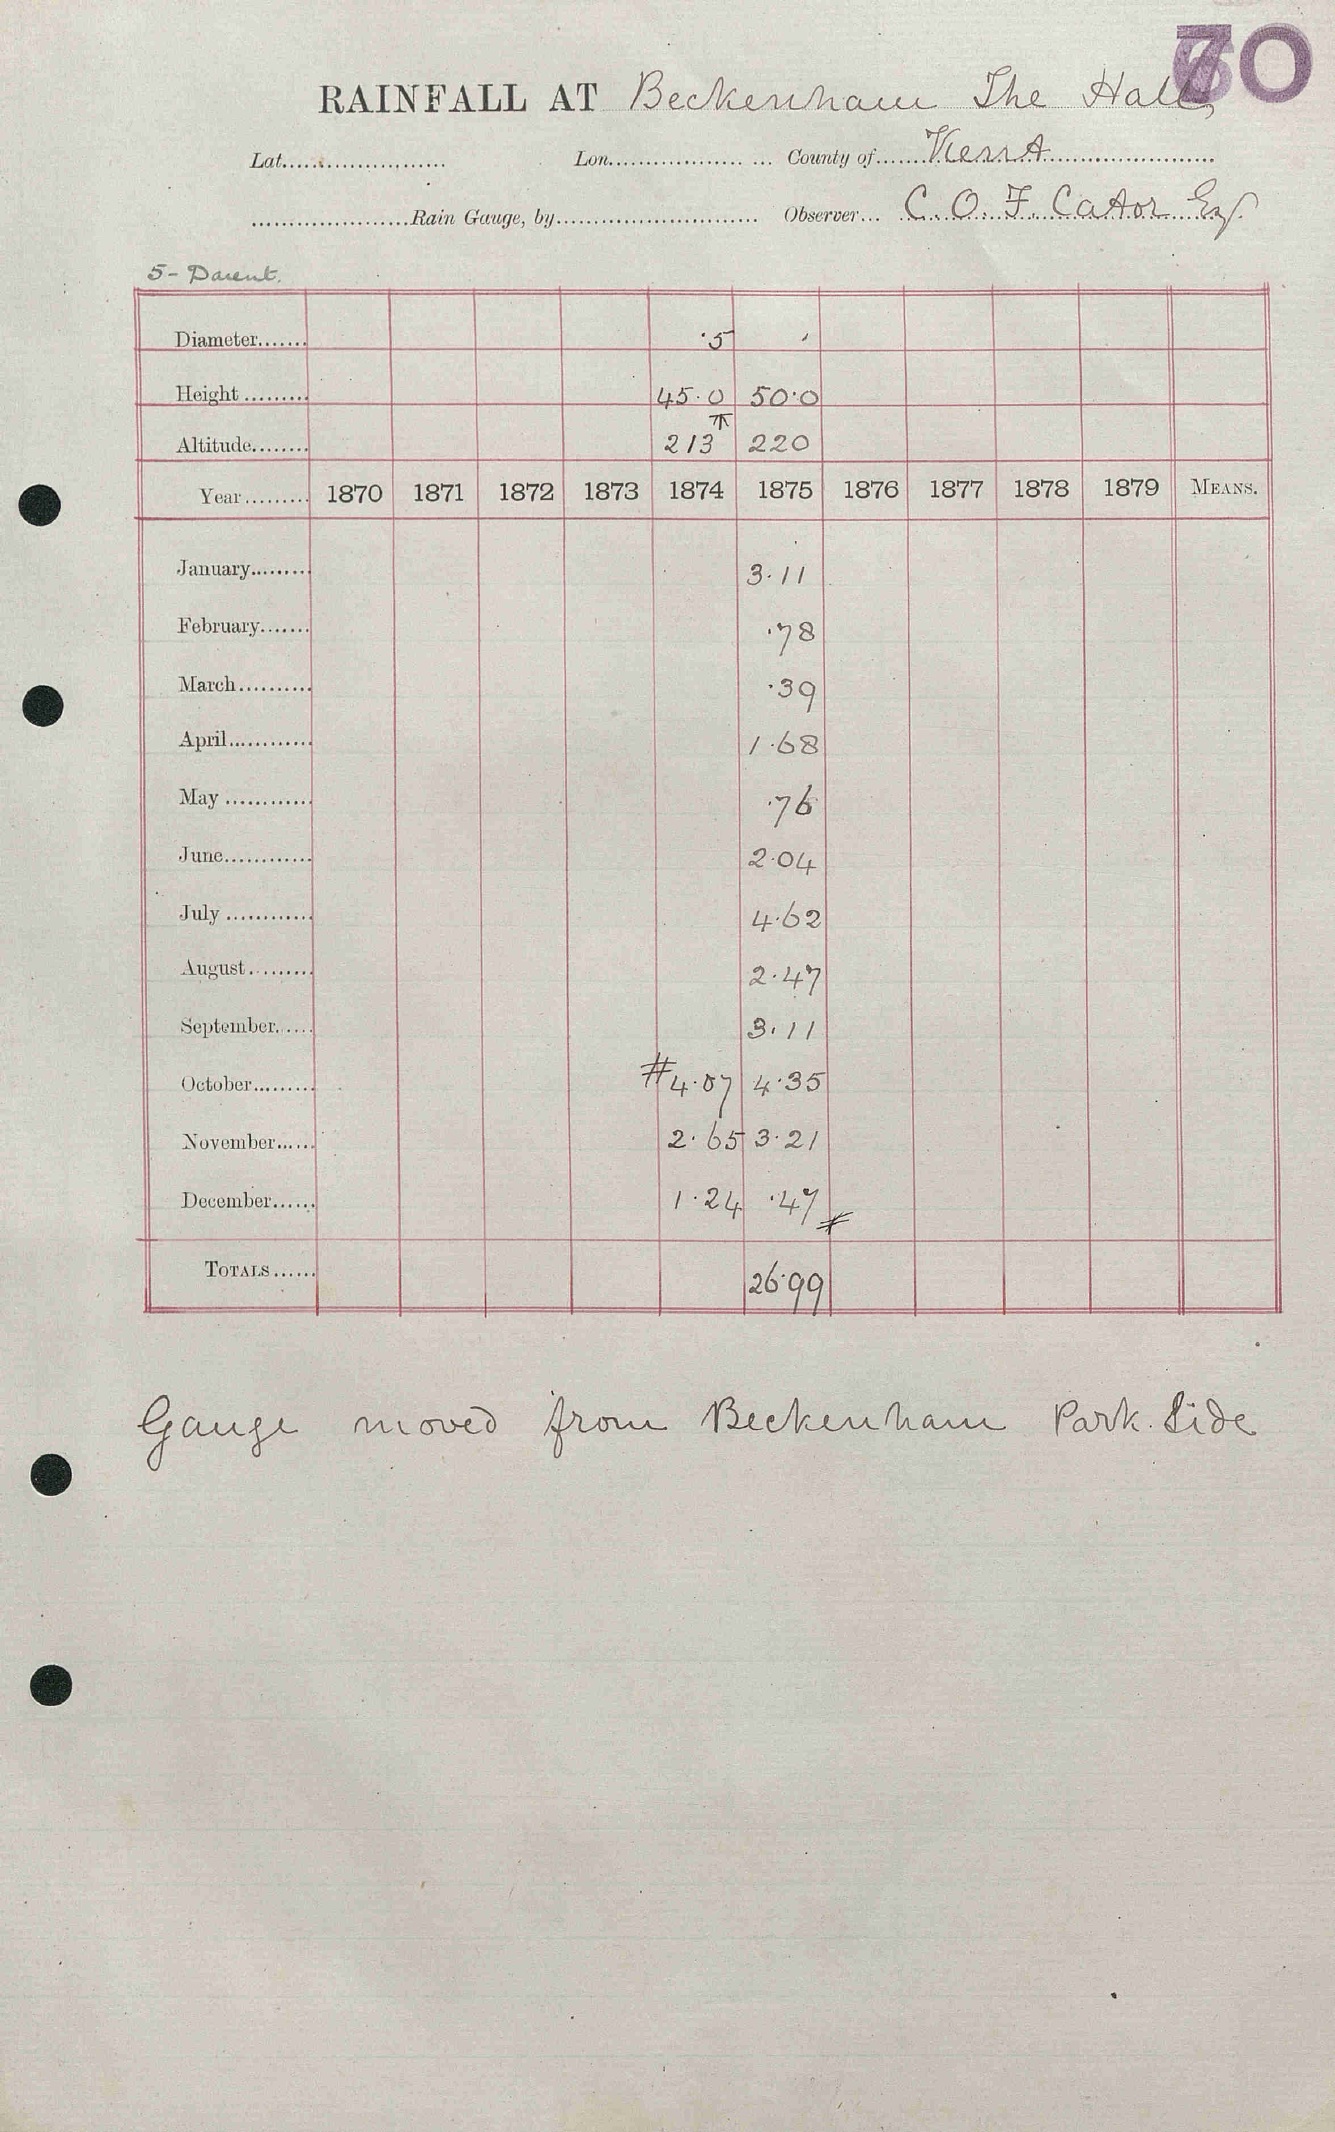 70
RAINFALL AT Beckenham The Hall,
Lat. Lon. County of Kent
Rain Gauge, by Observer C. O. F. Cator Esq.
5 - Darent.
Diameter ·5
Height 45·0 50·0
Altitude 213 220
Year 1870 1871 1872 1873 1874 1875 1876 1877 1878 1879 MEANS.
January 3·11
February ·78
March ·39
April 1·68
May ·76
June 2·04
July 4·62
August 2·47
September 3·11
October #4·07 4·35
November 2·65 3·21
December 1·24 ·47 #
TOTALS 26·99
Gauge moved from Beckenham Park Side